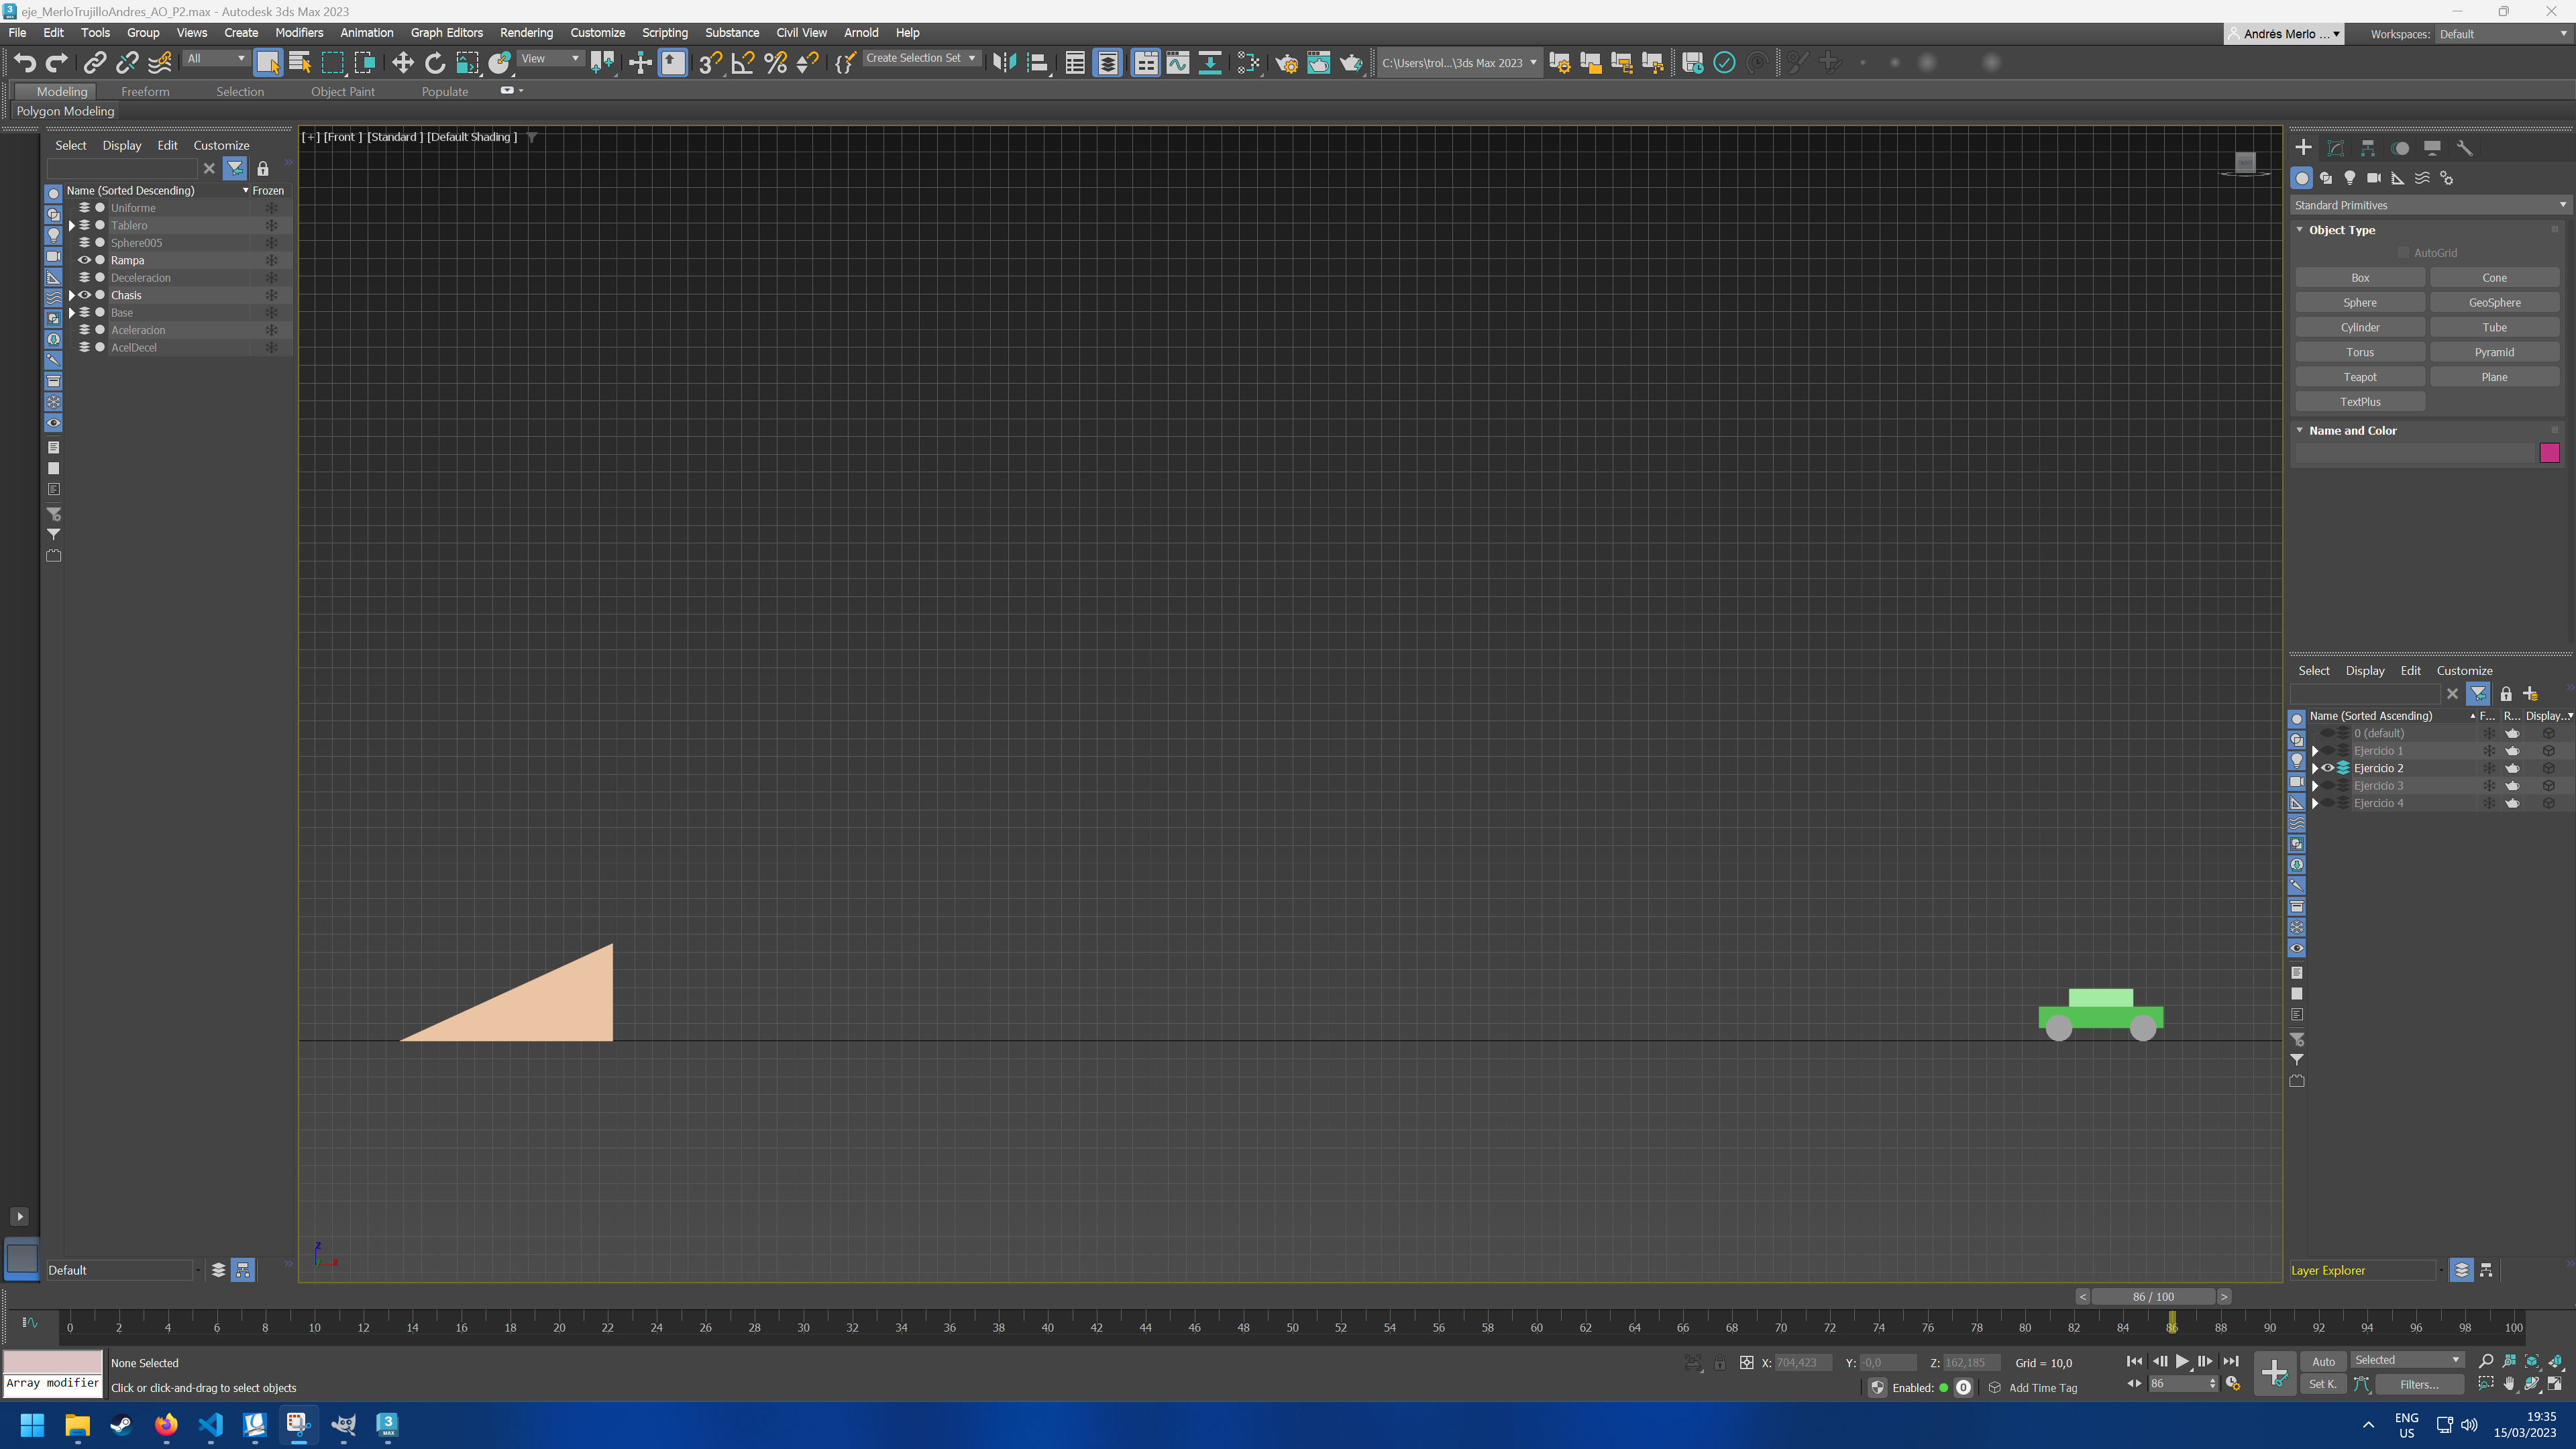 eje_MerloTrujilloAndres_AO_P2.max - Autodesk 3ds Max 2023
File Edit Tools Group Views Create Modifiers Animation Graph Editors Rendering Customize Scripting Substance Civil View Arnold Help
Andrés Merlo ... Workspaces: Default
All View Create Selection Set C:\Users\trol...\3ds Max 2023
Modeling Freeform Selection Object Paint Populate
Polygon Modeling
Select Display Edit Customize
Name (Sorted Descending) Frozen
Uniforme
Tablero
Sphere005
Rampa
Deceleracion
Chasis
Base
Aceleracion
AcelDecel
Default
[+] [Front ] [Standard ] [Default Shading ]
z
x
y
Standard Primitives
Object Type
AutoGrid
Box Cone
Sphere GeoSphere
Cylinder Tube
Torus Pyramid
Teapot Plane
TextPlus
Name and Color
Select Display Edit Customize
Name (Sorted Ascending) F... R... Display...
0 (default)
Ejercicio 1
Ejercicio 2
Ejercicio 3
Ejercicio 4
Layer Explorer
< 86 / 100 >
0 2 4 6 8 10 12 14 16 18 20 22 24 26 28 30 32 34 36 38 40 42 44 46 48 50 52 54 56 58 60 62 64 66 68 70 72 74 76 78 80 82 84 86 88 90 92 94 96 98 100
None Selected X: 704,423 Y: -0,0 Z: 162,185 Grid = 10,0 Auto Selected
Array modifier Click or click-and-drag to select objects Enabled: 0 Add Time Tag 86 Set K. Filters...
ENG
US
19:35
15/03/2023